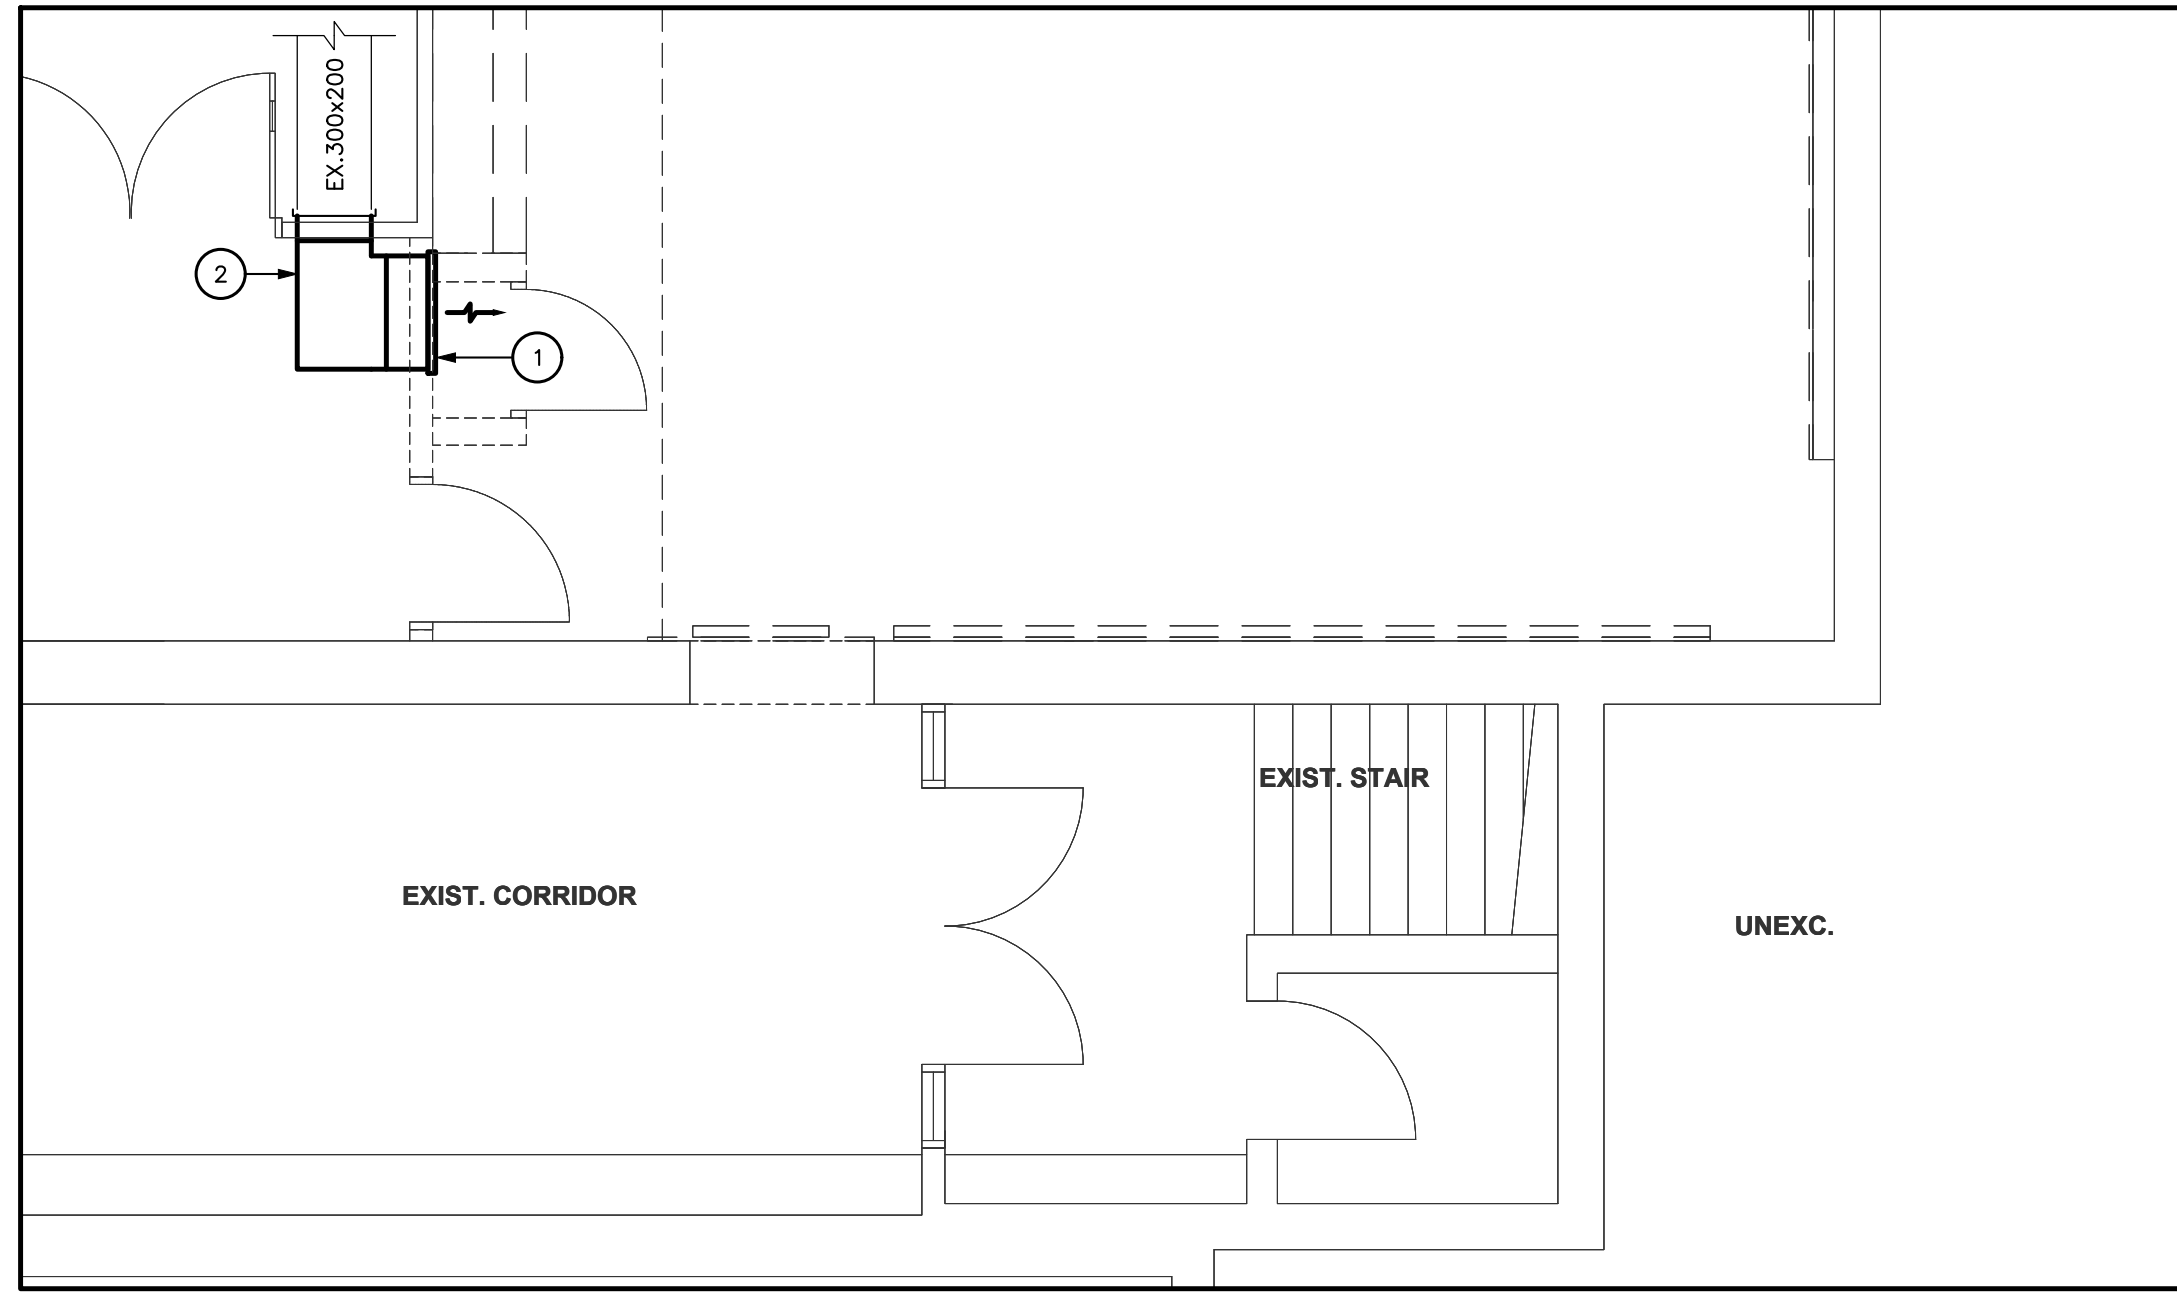 EX.300x200
2
1
EXIST. STAIR
EXIST. CORRIDOR
UNEXC.